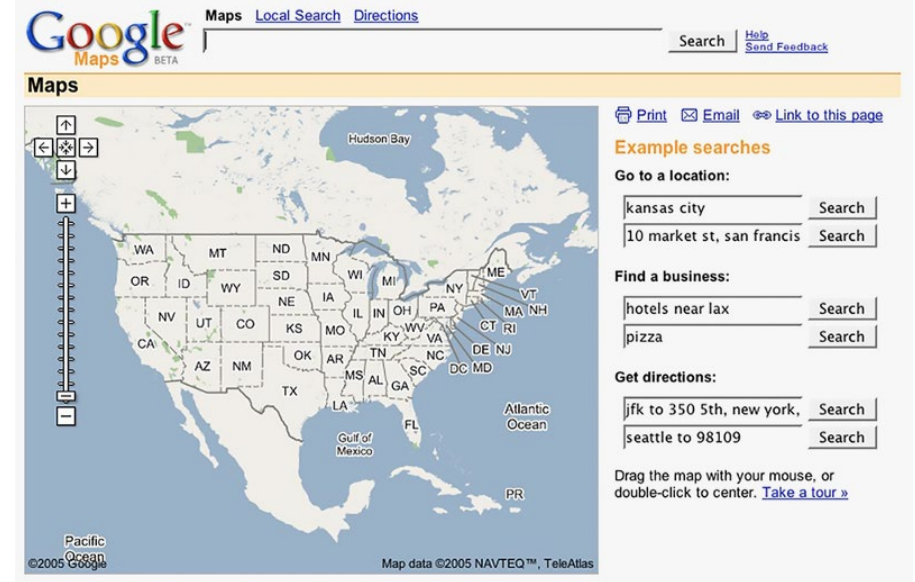 Google
Maps BETA
Maps Local Search Directions
Search
Help
Send Feedback
Maps
Print Email Link to this page
Example searches
Go to a location:
kansas city Search
10 market st, san francis Search
Find a business:
hotels near lax Search
pizza Search
Get directions:
jfk to 350 5th, new york, Search
seattle to 98109 Search
Drag the map with your mouse, or
double-click to center. Take a tour »
Hudson Bay
WA MT ND MN ME
OR ID WY SD WI MI NY VT
NV UT CO NE IA IL IN OH PA MA NH
CA KS MO KY WV VA CT RI
AZ NM OK AR TN NC DE NJ
TX MS AL GA SC DC MD
LA FL
Atlantic
Ocean
Gulf of
Mexico
PR
Pacific
Ocean
©2005 Google
Map data ©2005 NAVTEQ™, TeleAtlas